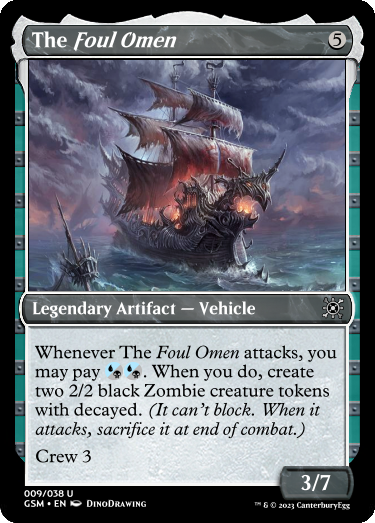 The Foul Omen 5
Legendary Artifact — Vehicle
Whenever The Foul Omen attacks, you
may pay . When you do, create
two 2/2 black Zombie creature tokens
with decayed. (It can't block. When it
attacks, sacrifice it at end of combat.)
Crew 3
3/7
009/038 U
GSM • EN DinoDrawing
™ & © 2023 CanterburyEgg